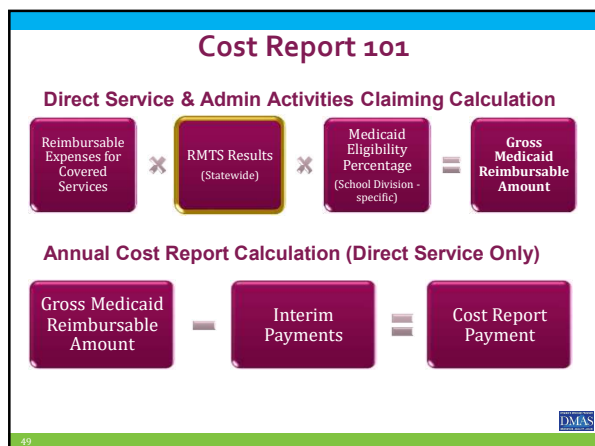 Cost Report 101
Direct Service & Admin Activities Claiming Calculation
Reimbursable
Expenses for
Covered
Services
×
RMTS Results
(Statewide)
×
Medicaid
Eligibility
Percentage
(School Division -
specific)
=
Gross
Medicaid
Reimbursable
Amount
Annual Cost Report Calculation (Direct Service Only)
Gross Medicaid
Reimbursable
Amount
-
Interim
Payments
=
Cost Report
Payment
49
DMAS